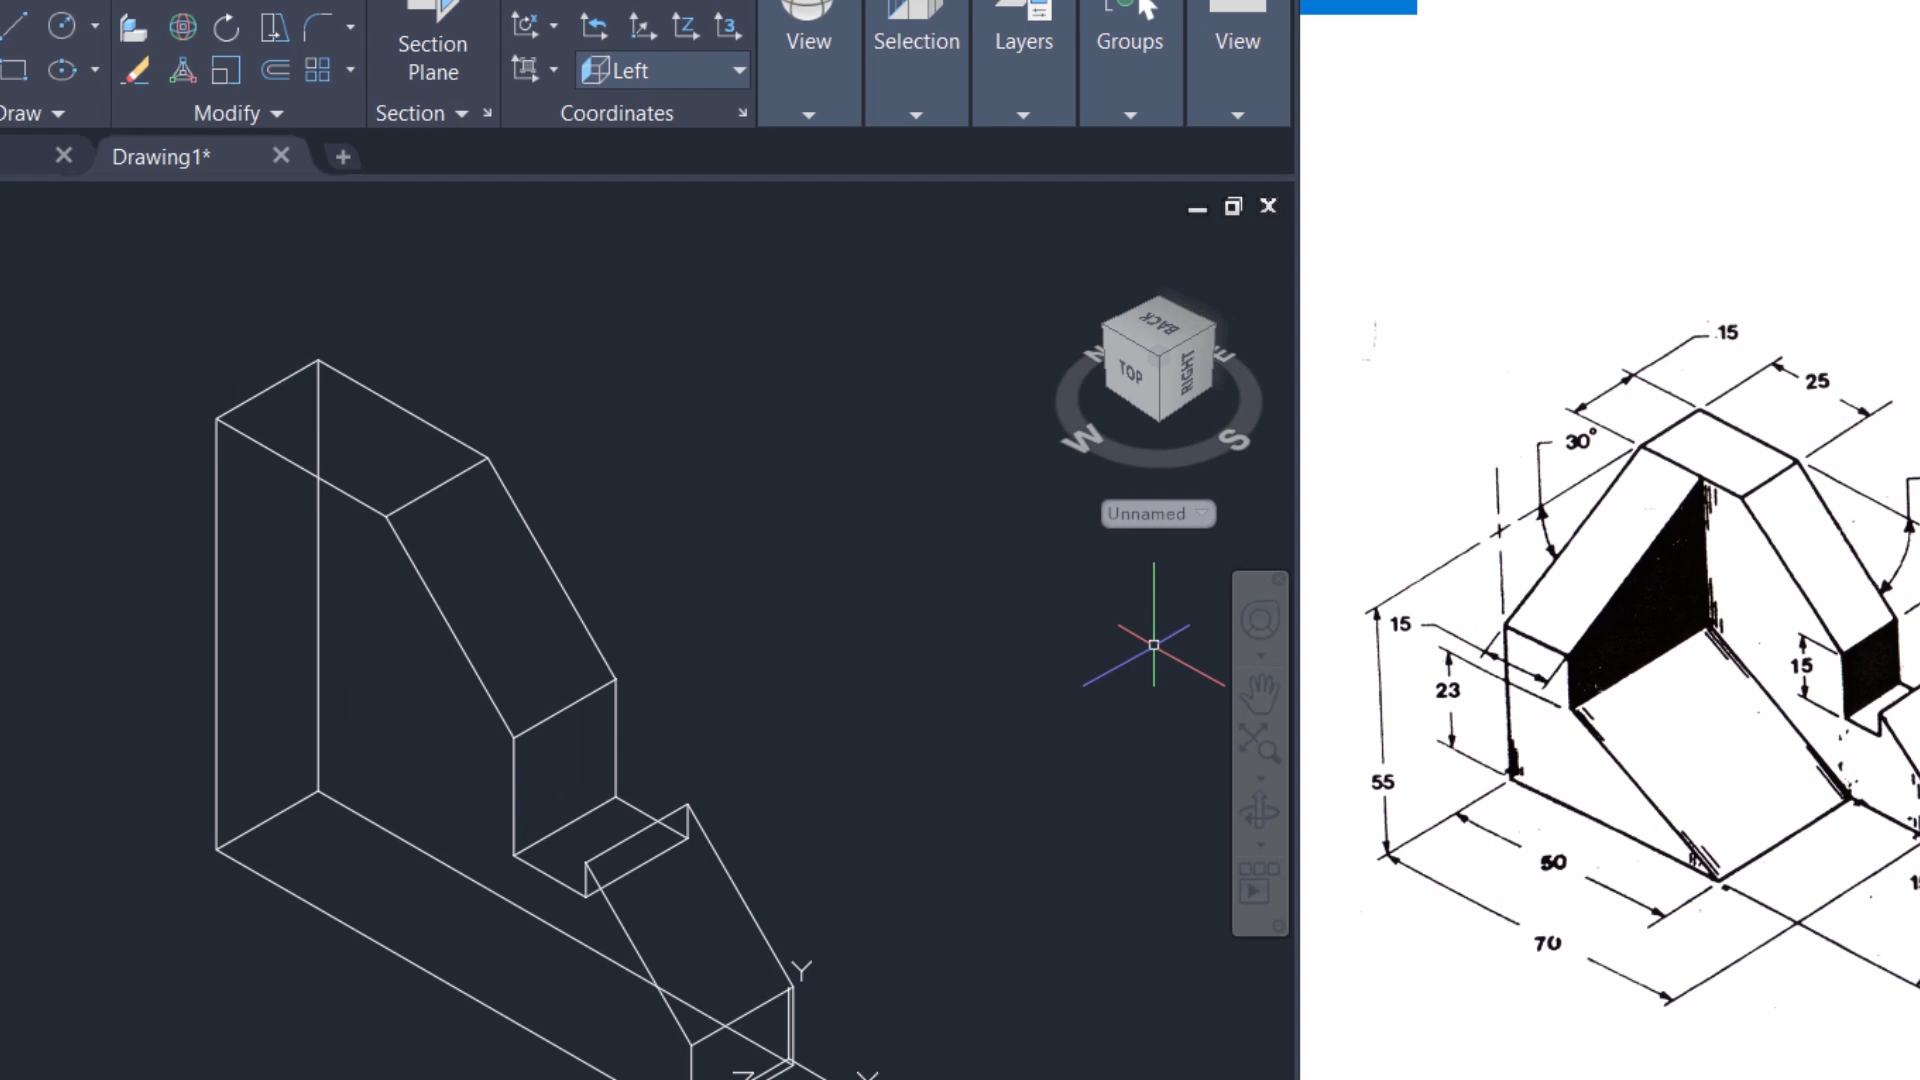 Section
Plane
Left
View
Selection
Layers
Groups
View
Draw
Modify
Section
Coordinates
Drawing1*
BACK
TOP
RIGHT
N
E
W
S
Unnamed
Y
X
Z
15
25
30°
15
23
15
55
50
70